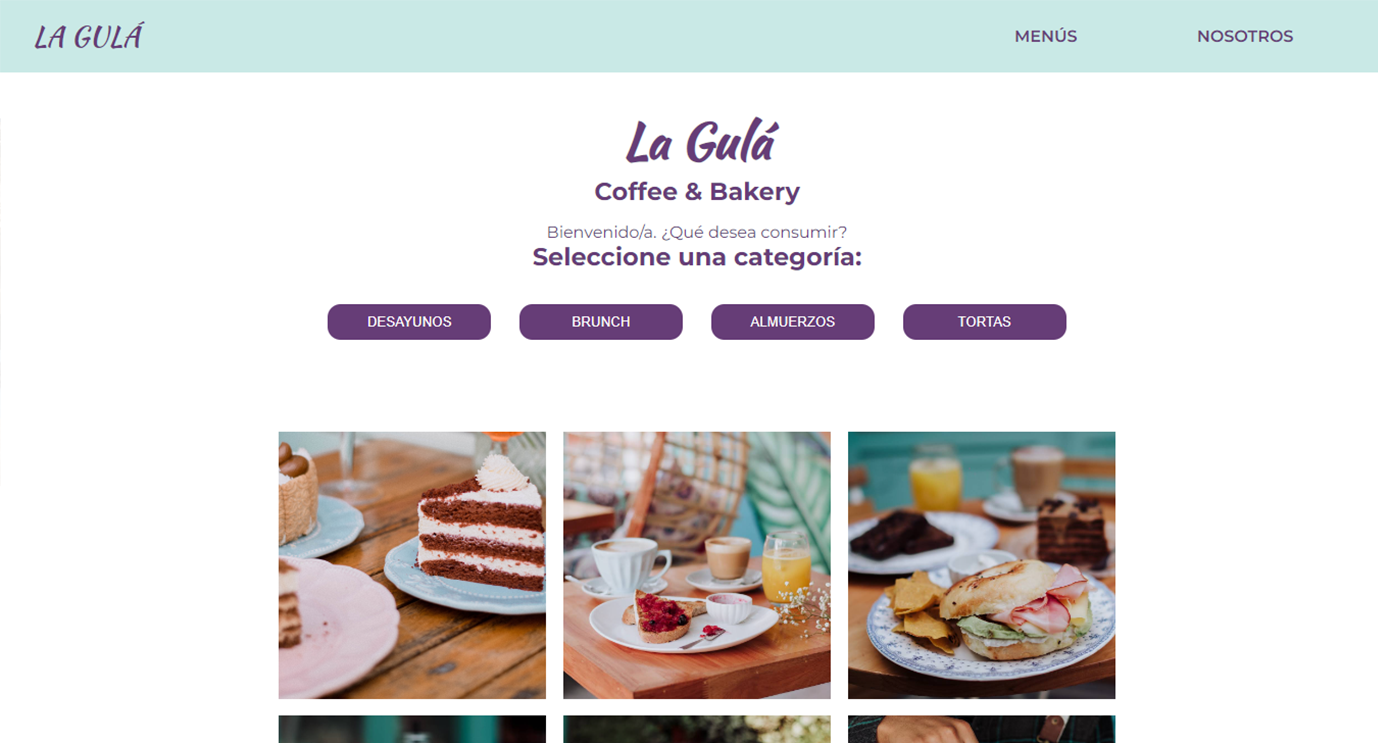 LA GULÁ
MENÚS
NOSOTROS
La Gulá
Coffee & Bakery
Bienvenido/a. ¿Qué desea consumir?
Seleccione una categoría:
DESAYUNOS
BRUNCH
ALMUERZOS
TORTAS